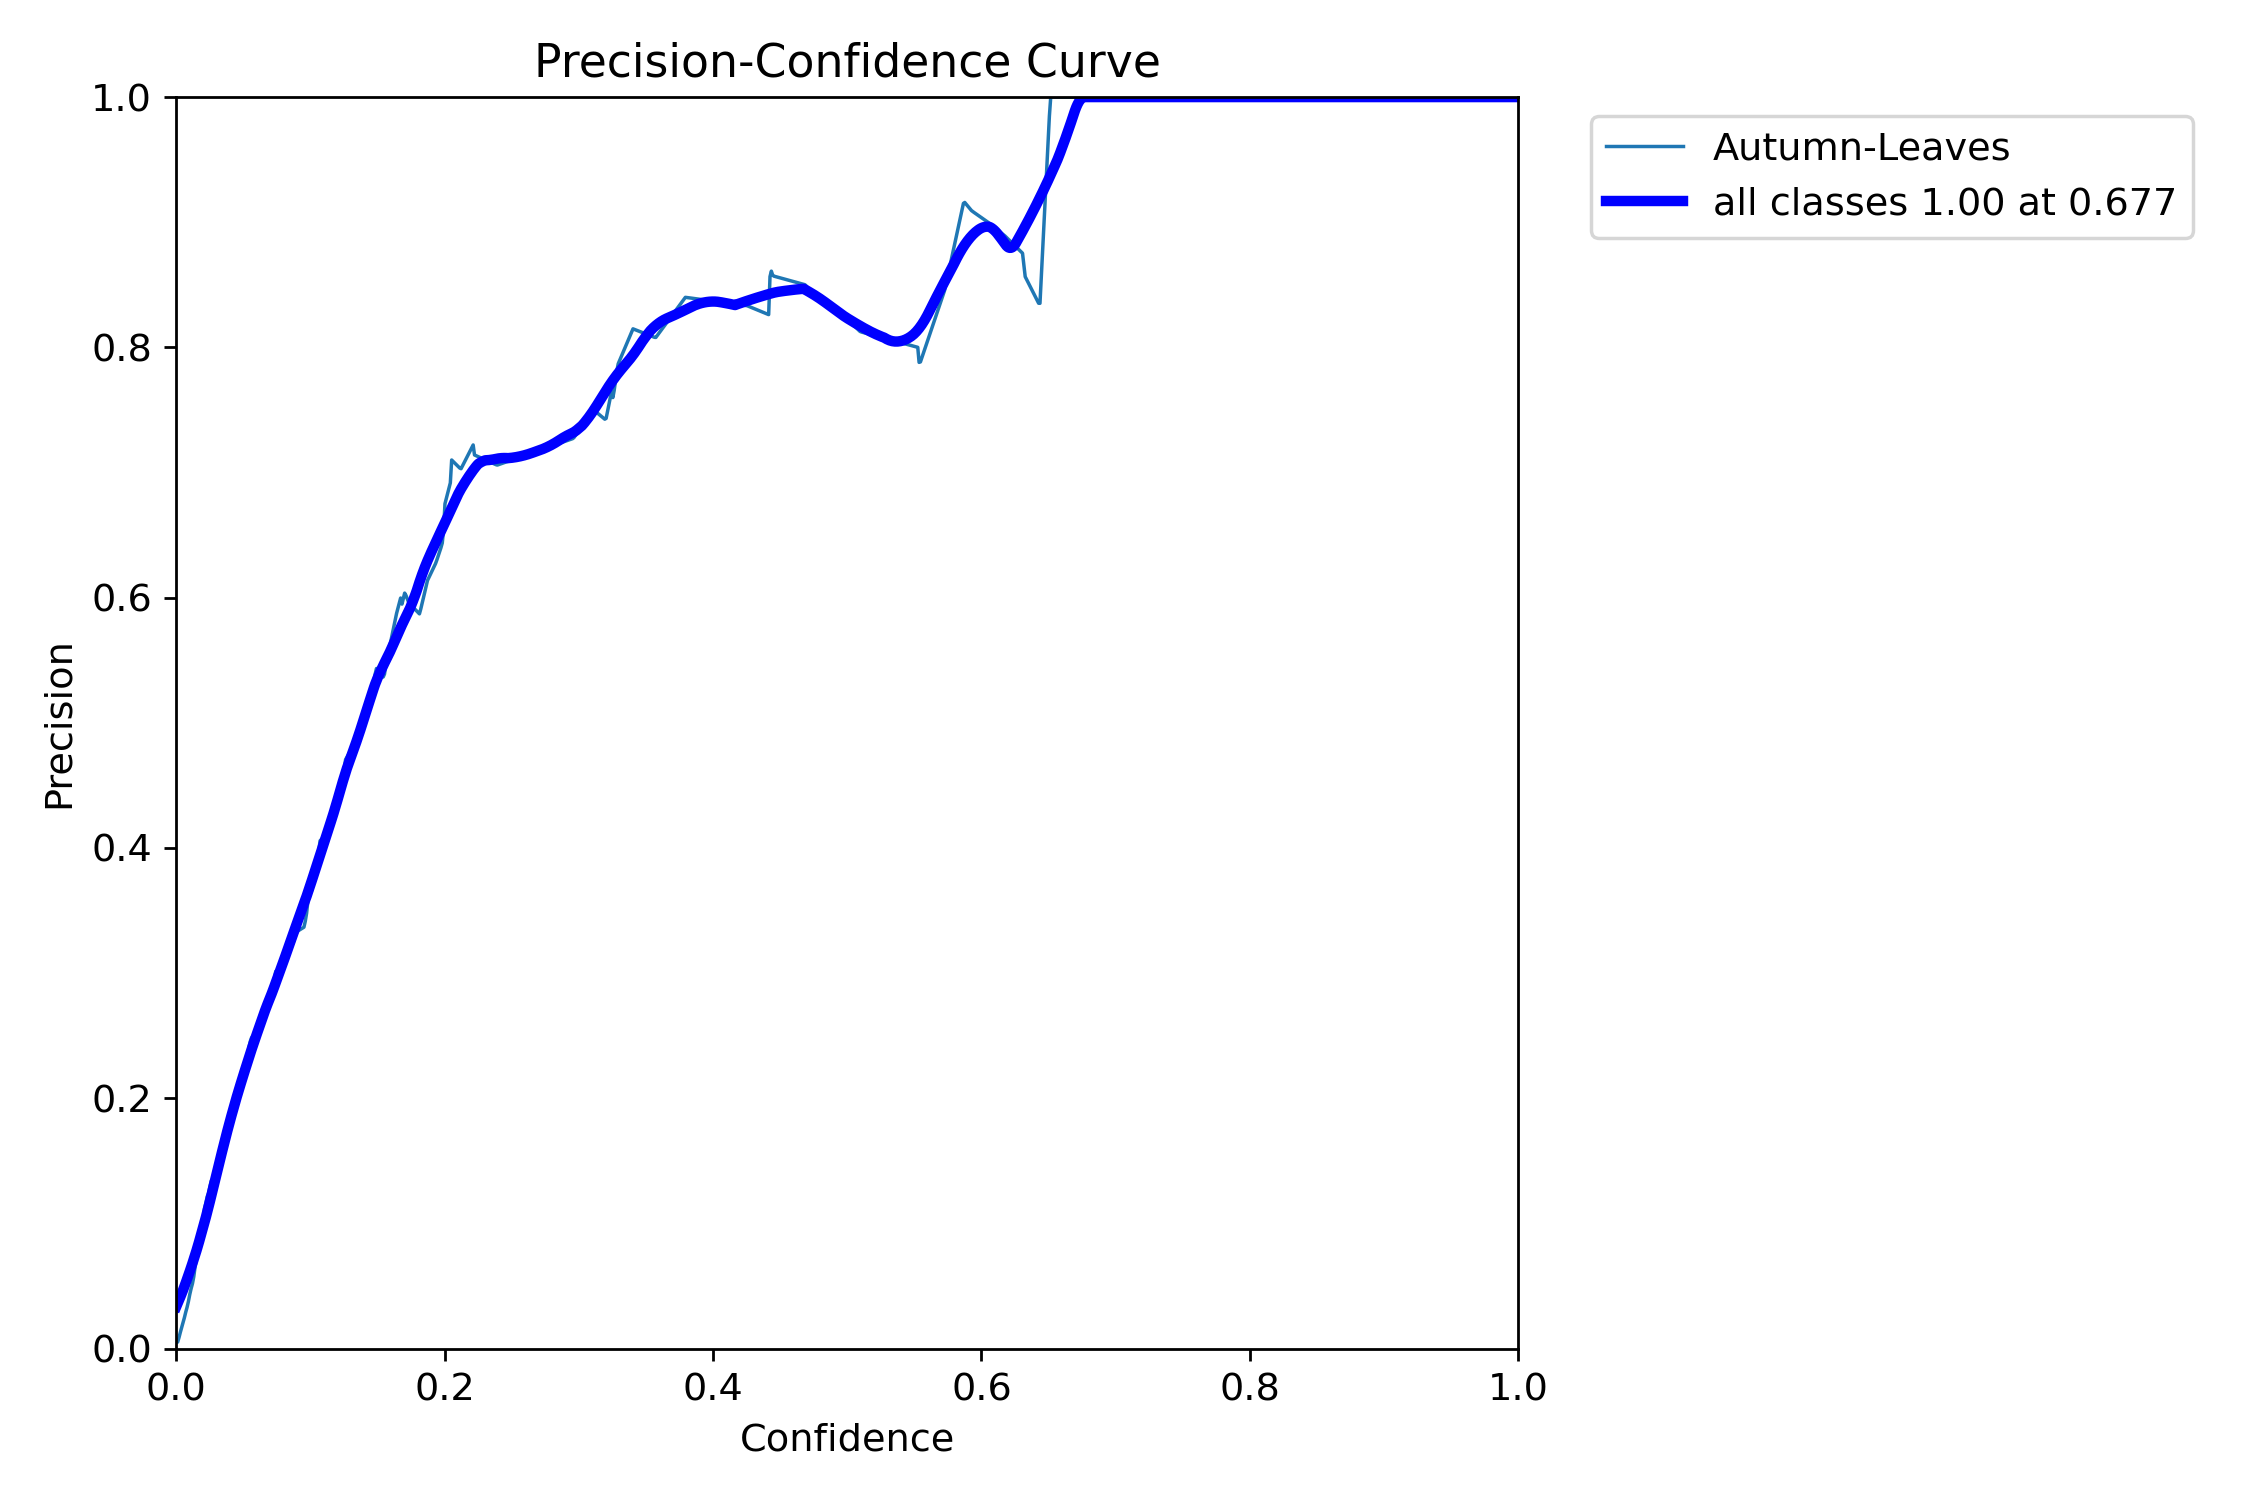 Precision-Confidence Curve
1.0
0.8
0.6
0.4
0.2
0.0
Precision
0.0 0.2 0.4 0.6 0.8 1.0
Confidence
Autumn-Leaves
all classes 1.00 at 0.677